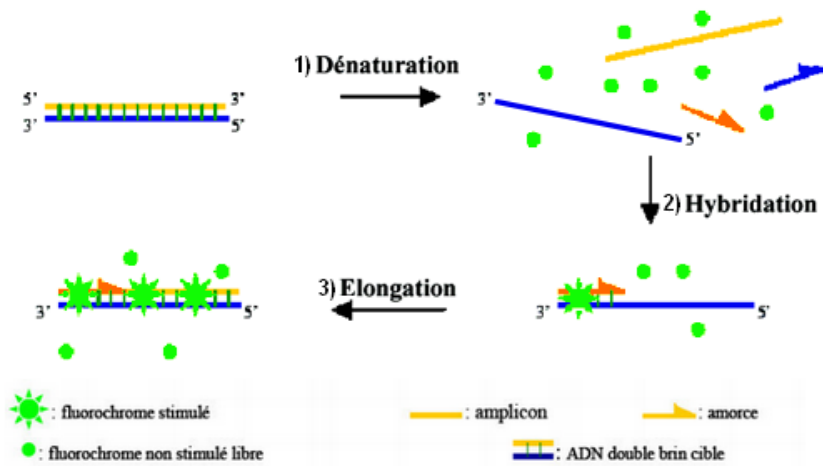 1) Dénaturation
5' 3'
3' 5'
3'
5'
2) Hybridation
3) Elongation
3' 5'
3' 5'
: fluorochrome stimulé
: amplicon
: amorce
: fluorochrome non stimulé libre
: ADN double brin cible